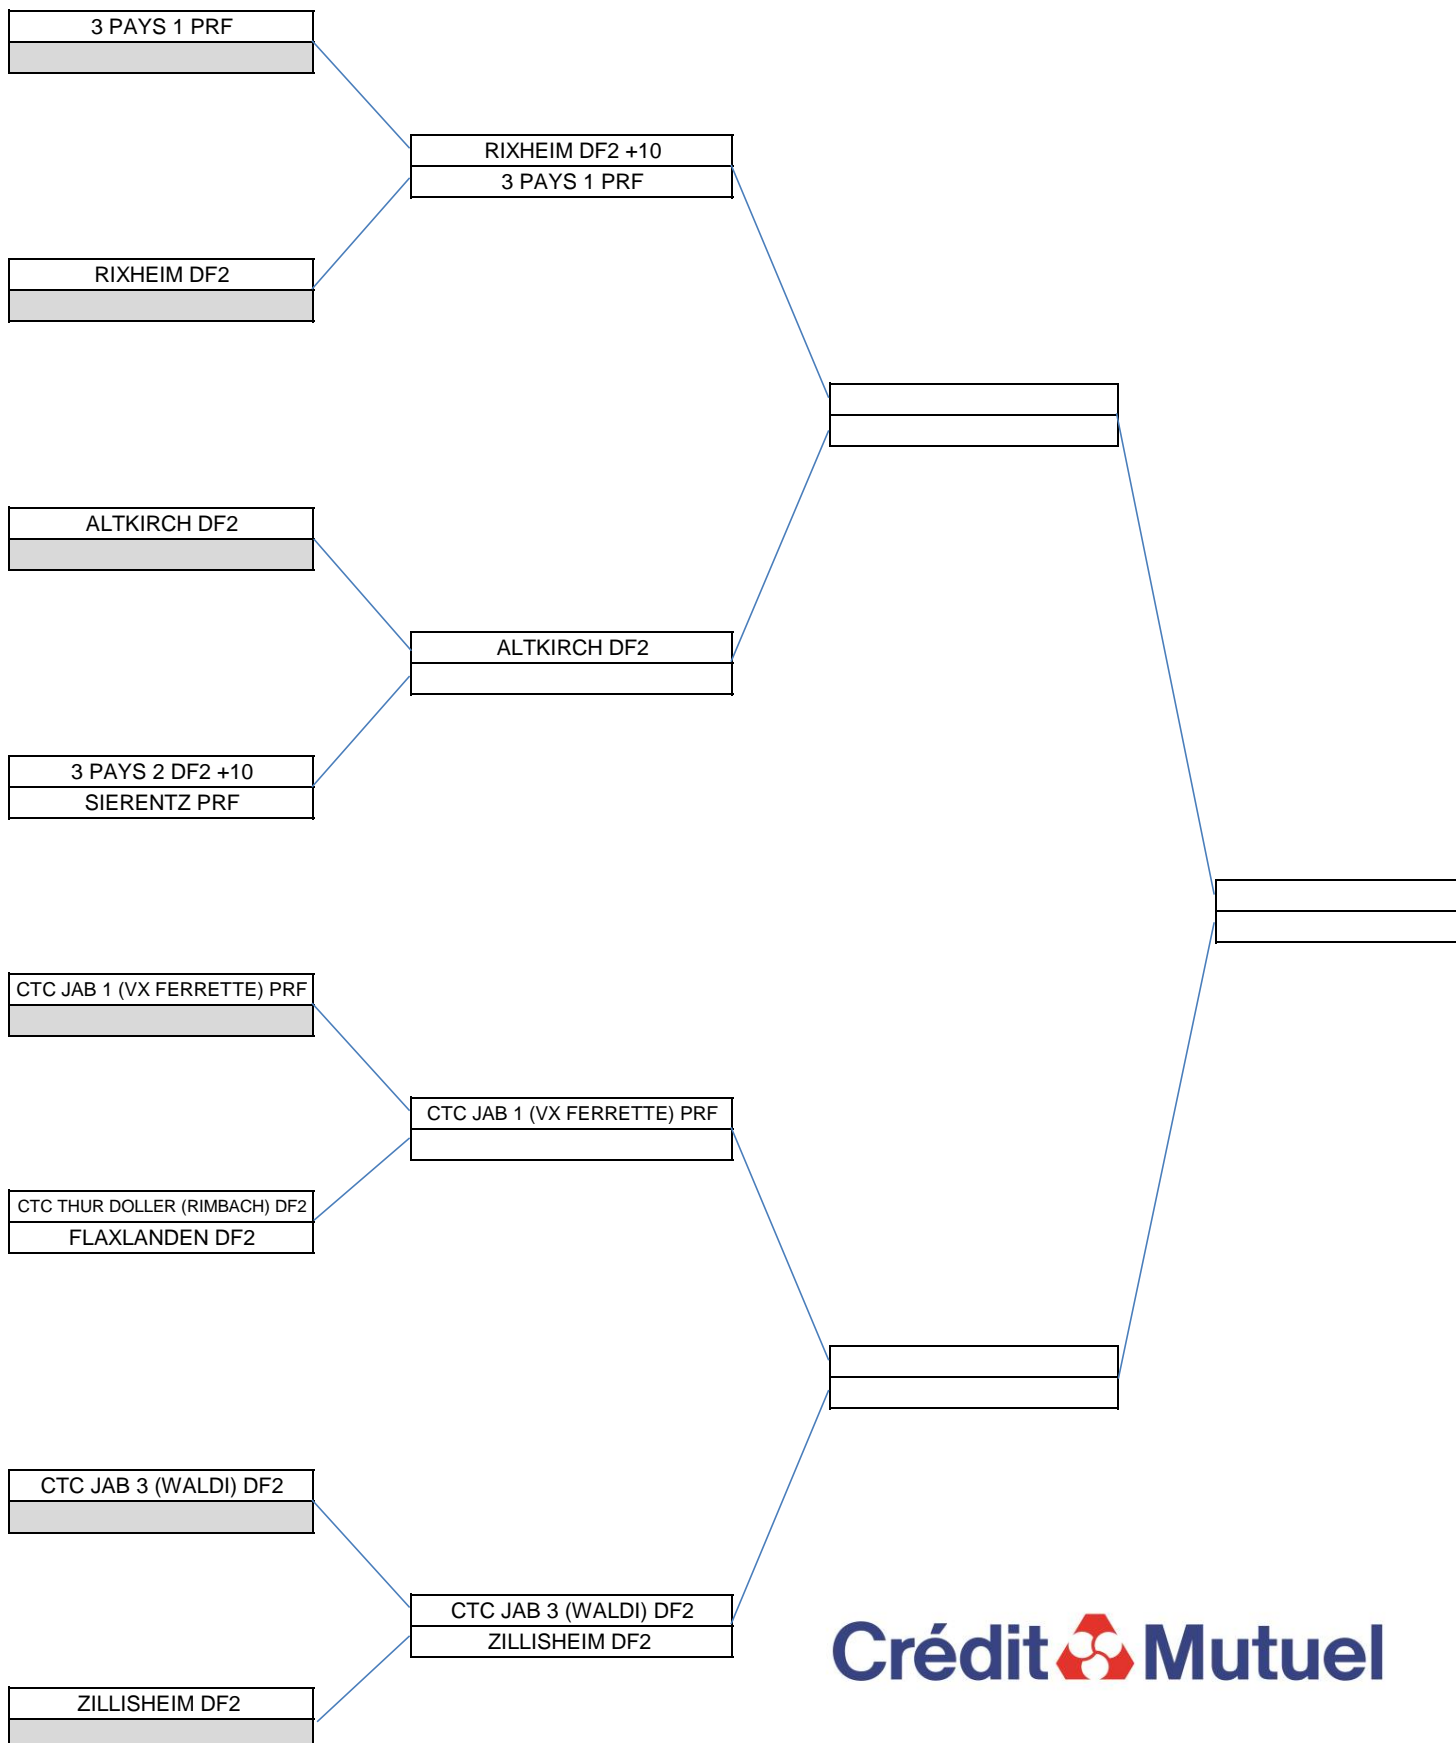 3 PAYS 1 PRF
RIXHEIM DF2 +10
3 PAYS 1 PRF
RIXHEIM DF2
ALTKIRCH DF2
ALTKIRCH DF2
3 PAYS 2 DF2 +10
SIERENTZ PRF
CTC JAB 1 (VX FERRETTE) PRF
CTC JAB 1 (VX FERRETTE) PRF
CTC THUR DOLLER (RIMBACH) DF2
FLAXLANDEN DF2
CTC JAB 3 (WALDI) DF2
CTC JAB 3 (WALDI) DF2
ZILLISHEIM DF2
Crédit Mutuel
ZILLISHEIM DF2